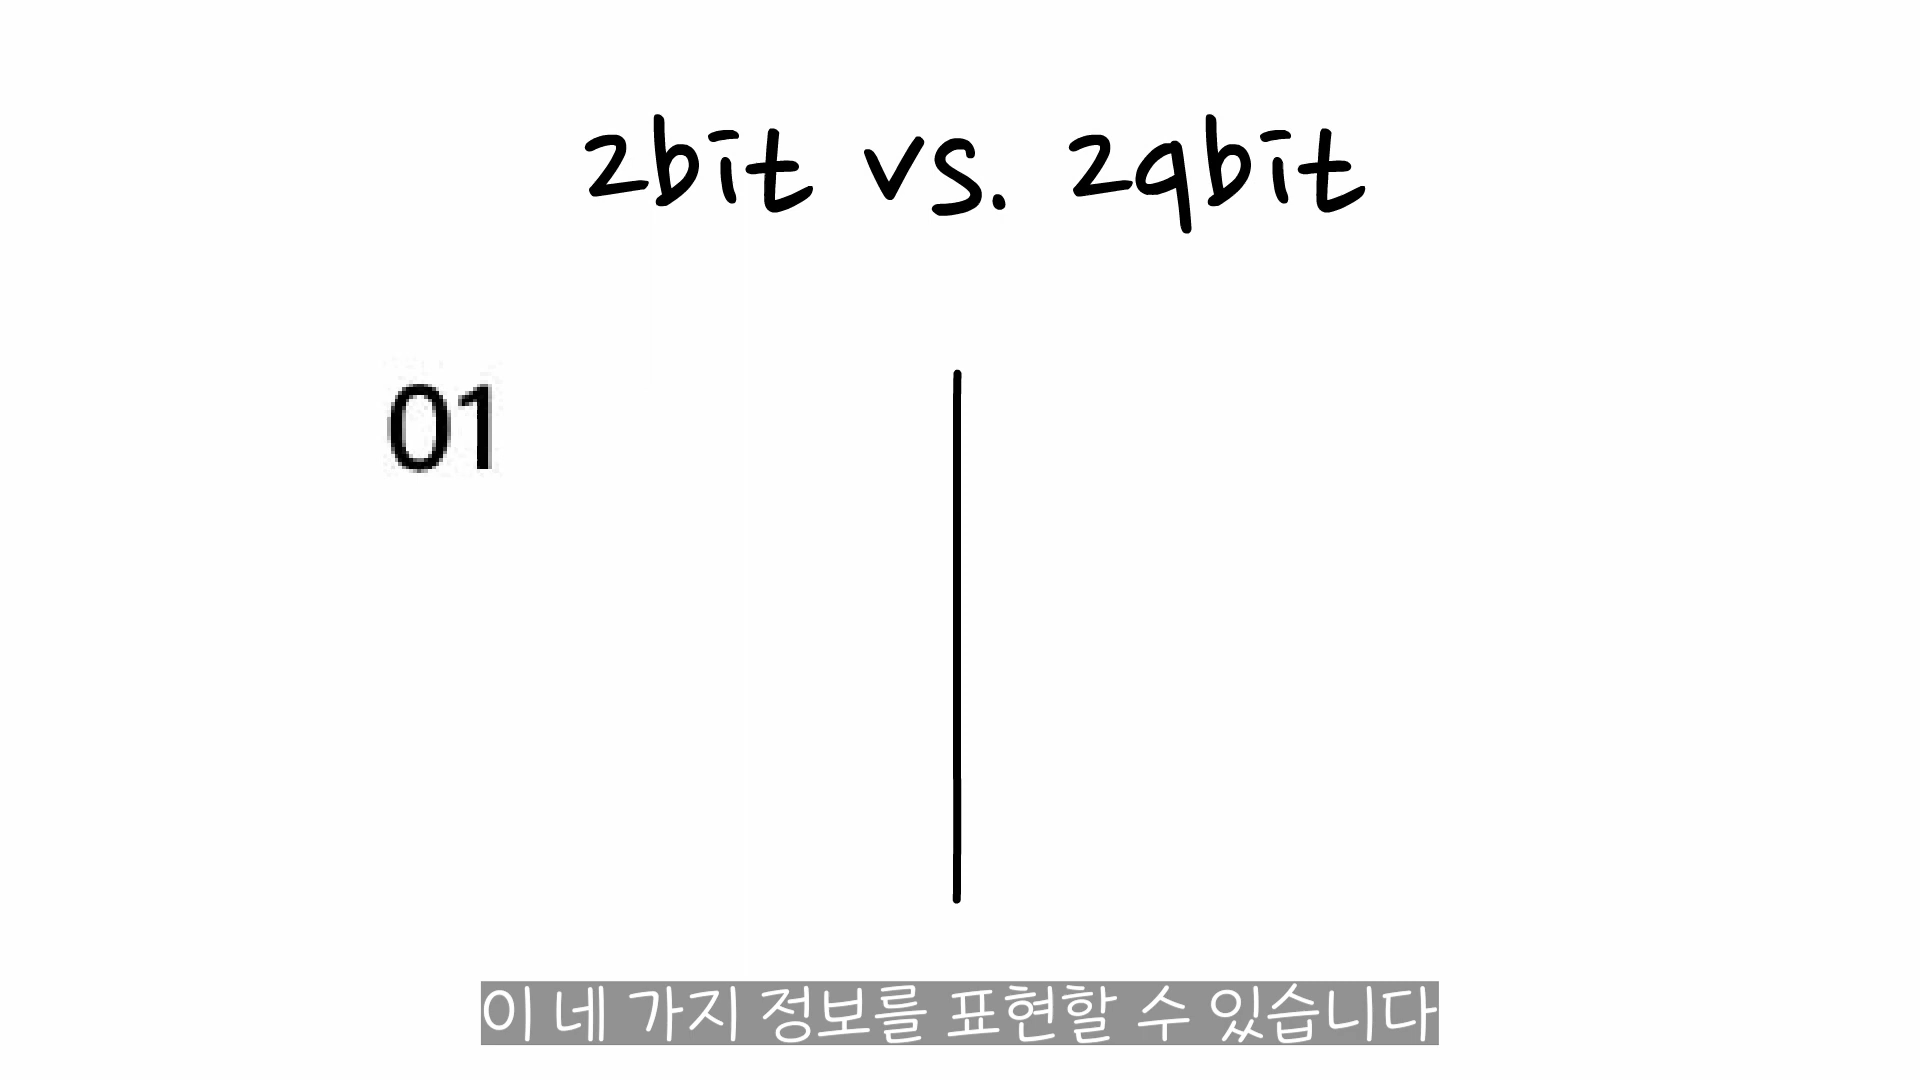 2bit vs. 2qbit
01
이 네 가지 정보를 표현할 수 있습니다